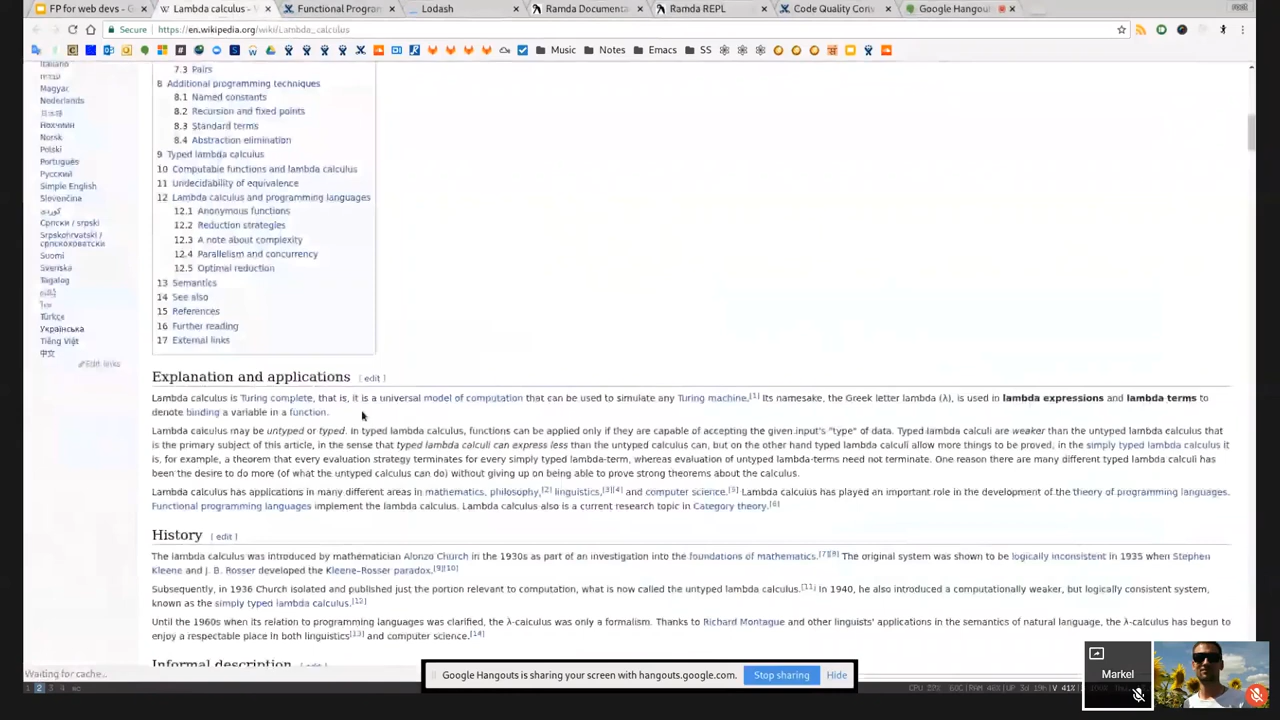 FP for web devs -
Lambda calculus -
Functional Progran
Lodash
Ramda Documenta
Ramda REPL
Code Quality Conv
Google Hangout
Secure
https://en.wikipedia.org/wiki/Lambda_calculus
Music
Notes
Emacs
SS
Italiano
Magyar
Nederlands
日本語
Norsk
Polski
Português
Русский
Simple English
Slovenčina
کوردی
Српски / srpski
Srpskohrvatski /
српскохрватски
Suomi
Svenska
Tagalog
ไทย
Türkçe
Українська
Tiếng Việt
中文
Edit links
7.3 Pairs
8 Additional programming techniques
8.1 Named constants
8.2 Recursion and fixed points
8.3 Standard terms
8.4 Abstraction elimination
9 Typed lambda calculus
10 Computable functions and lambda calculus
11 Undecidability of equivalence
12 Lambda calculus and programming languages
12.1 Anonymous functions
12.2 Reduction strategies
12.3 A note about complexity
12.4 Parallelism and concurrency
12.5 Optimal reduction
13 Semantics
14 See also
15 References
16 Further reading
17 External links
Explanation and applications [ edit ]
Lambda calculus is Turing complete, that is, it is a universal model of computation that can be used to simulate any Turing machine.[1] Its namesake, the Greek letter lambda (λ), is used in lambda expressions and lambda terms to
denote binding a variable in a function.
Lambda calculus may be untyped or typed. In typed lambda calculus, functions can be applied only if they are capable of accepting the given input's "type" of data. Typed lambda calculi are weaker than the untyped lambda calculus that
is the primary subject of this article, in the sense that typed lambda calculi can express less than the untyped calculus can, but on the other hand typed lambda calculi allow more things to be proved, in the simply typed lambda calculus it
is, for example, a theorem that every evaluation strategy terminates for every simply typed lambda-term, whereas evaluation of untyped lambda-terms need not terminate. One reason there are many different typed lambda calculi has
been the desire to do more (of what the untyped calculus can do) without giving up on being able to prove strong theorems about the calculus.
Lambda calculus has applications in many different areas in mathematics, philosophy,[2] linguistics,[3][4] and computer science.[5] Lambda calculus has played an important role in the development of the theory of programming languages.
Functional programming languages implement the lambda calculus. Lambda calculus also is a current research topic in Category theory.[6]
History [ edit ]
The lambda calculus was introduced by mathematician Alonzo Church in the 1930s as part of an investigation into the foundations of mathematics.[7][8] The original system was shown to be logically inconsistent in 1935 when Stephen
Kleene and J. B. Rosser developed the Kleene–Rosser paradox.[9][10]
Subsequently, in 1936 Church isolated and published just the portion relevant to computation, what is now called the untyped lambda calculus.[11] In 1940, he also introduced a computationally weaker, but logically consistent system,
known as the simply typed lambda calculus.[12]
Until the 1960s when its relation to programming languages was clarified, the λ-calculus was only a formalism. Thanks to Richard Montague and other linguists' applications in the semantics of natural language, the λ-calculus has begun to
enjoy a respectable place in both linguistics[13] and computer science.[14]
Informal description [ edit ]
Waiting for cache...
Google Hangouts is sharing your screen with hangouts.google.com.
Stop sharing
Hide
Markel
1 2 3 4